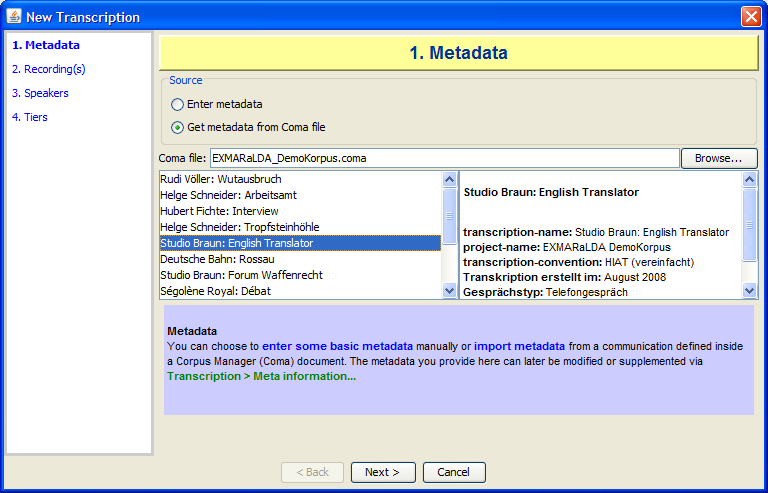 New Transcription
1. Metadata
2. Recording(s)
3. Speakers
4. Tiers
1. Metadata
Source
Enter metadata
Get metadata from Coma file
Coma file: EXMARaLDA_DemoKorpus.coma Browse...
Rudi Völler: Wutausbruch
Helge Schneider: Arbeitsamt
Hubert Fichte: Interview
Helge Schneider: Tropfsteinhöhle
Studio Braun: English Translator
Deutsche Bahn: Rossau
Studio Braun: Forum Waffenrecht
Ségolène Royal: Débat
Studio Braun: English Translator
transcription-name: Studio Braun: English Translator
project-name: EXMARaLDA DemoKorpus
transcription-convention: HIAT (vereinfacht)
Transkription erstellt im: August 2008
Gesprächstyp: Telefongespräch
Metadata
You can choose to enter some basic metadata manually or import metadata from a communication defined inside
a Corpus Manager (Coma) document. The metadata you provide here can later be modified or supplemented via
Transcription > Meta information...
< Back Next > Cancel